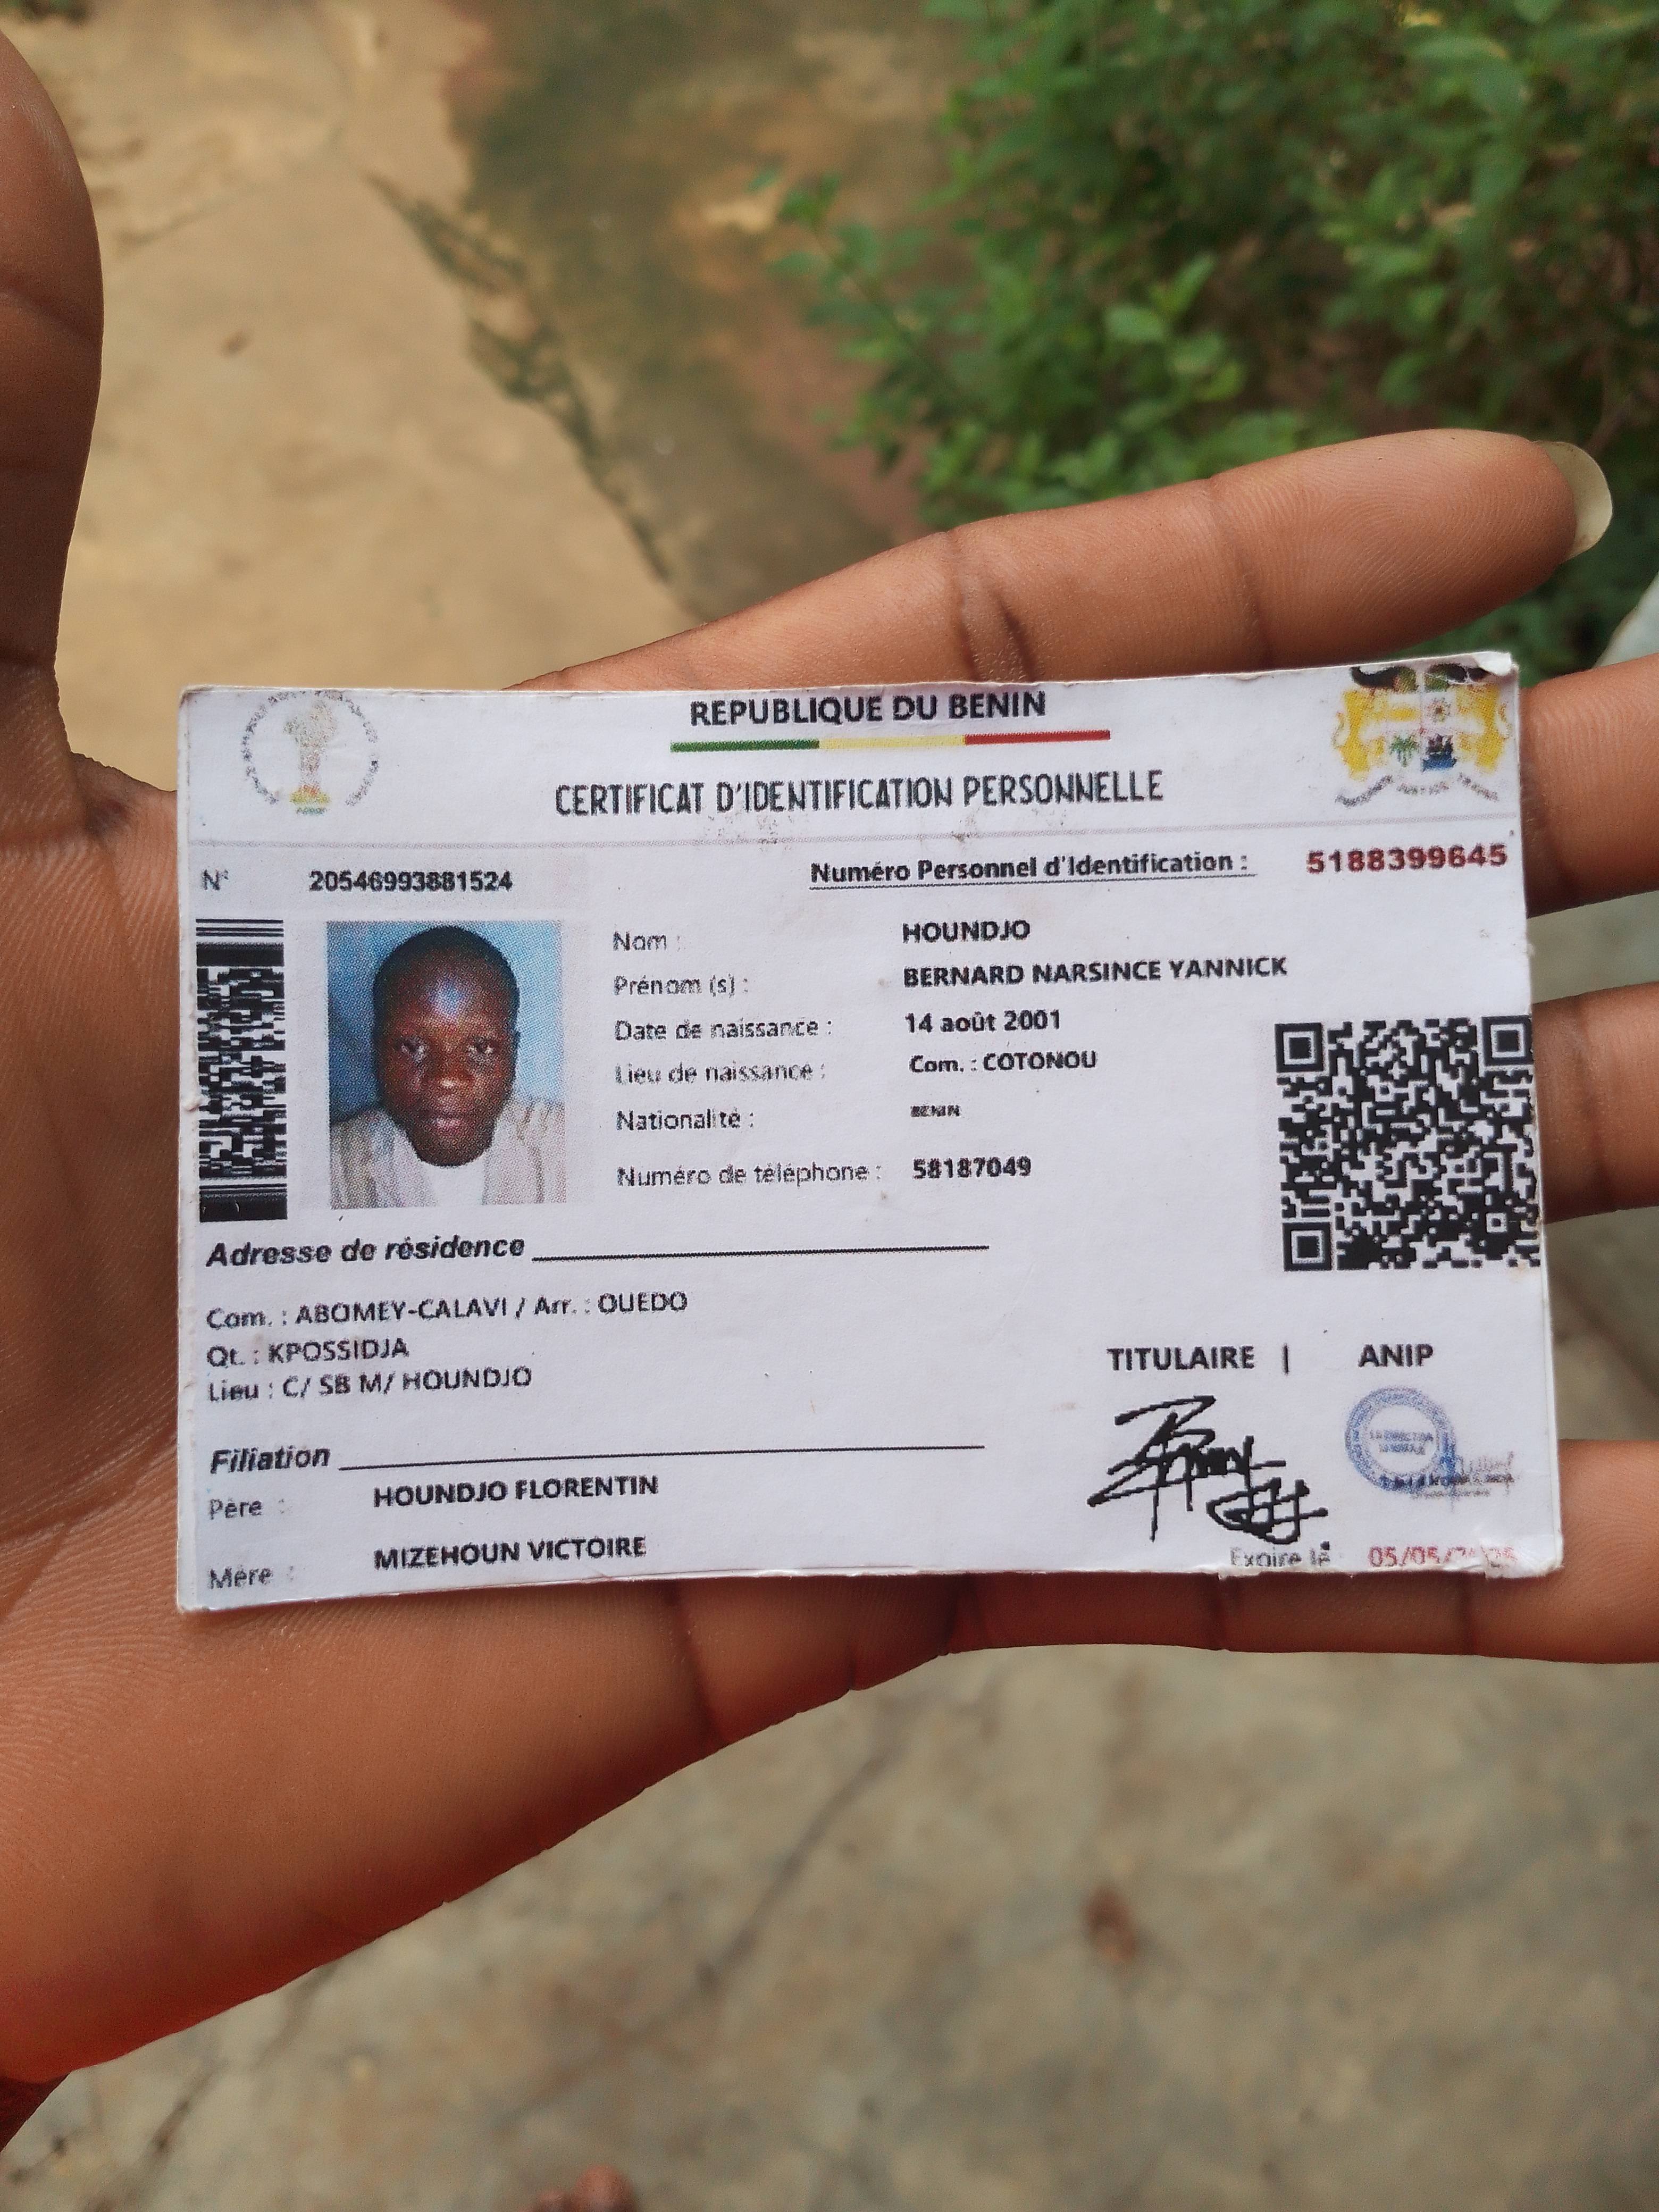 REPUBLIQUE DU BENIN
CERTIFICAT D'IDENTIFICATION PERSONNELLE
N° 20546993881524
Numéro Personnel d'Identification : 5188399645
Nom : HOUNDJO
Prénom (s) : BERNARD NARSINCE YANNICK
Date de naissance : 14 août 2001
Lieu de naissance : Com. : COTONOU
Nationalité : BENIN
Numéro de téléphone : 58187049
Adresse de résidence
Com. : ABOMEY-CALAVI / Arr. : OUEDO
Qt. : KPOSSIDJA
Lieu : C/ SB M/ HOUNDJO
TITULAIRE | ANIP
Filiation
Père : HOUNDJO FLORENTIN
Mère : MIZEHOUN VICTOIRE
Expire le 05/05/